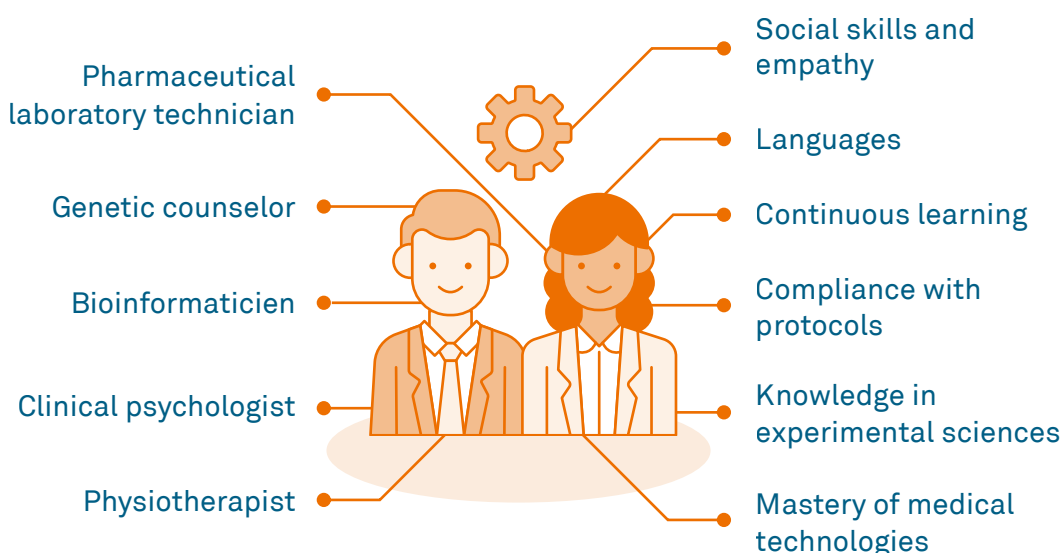 Pharmaceutical
laboratory technician
Genetic counselor
Bioinformaticien
Clinical psychologist
Physiotherapist
Social skills and
empathy
Languages
Continuous learning
Compliance with
protocols
Knowledge in
experimental sciences
Mastery of medical
technologies